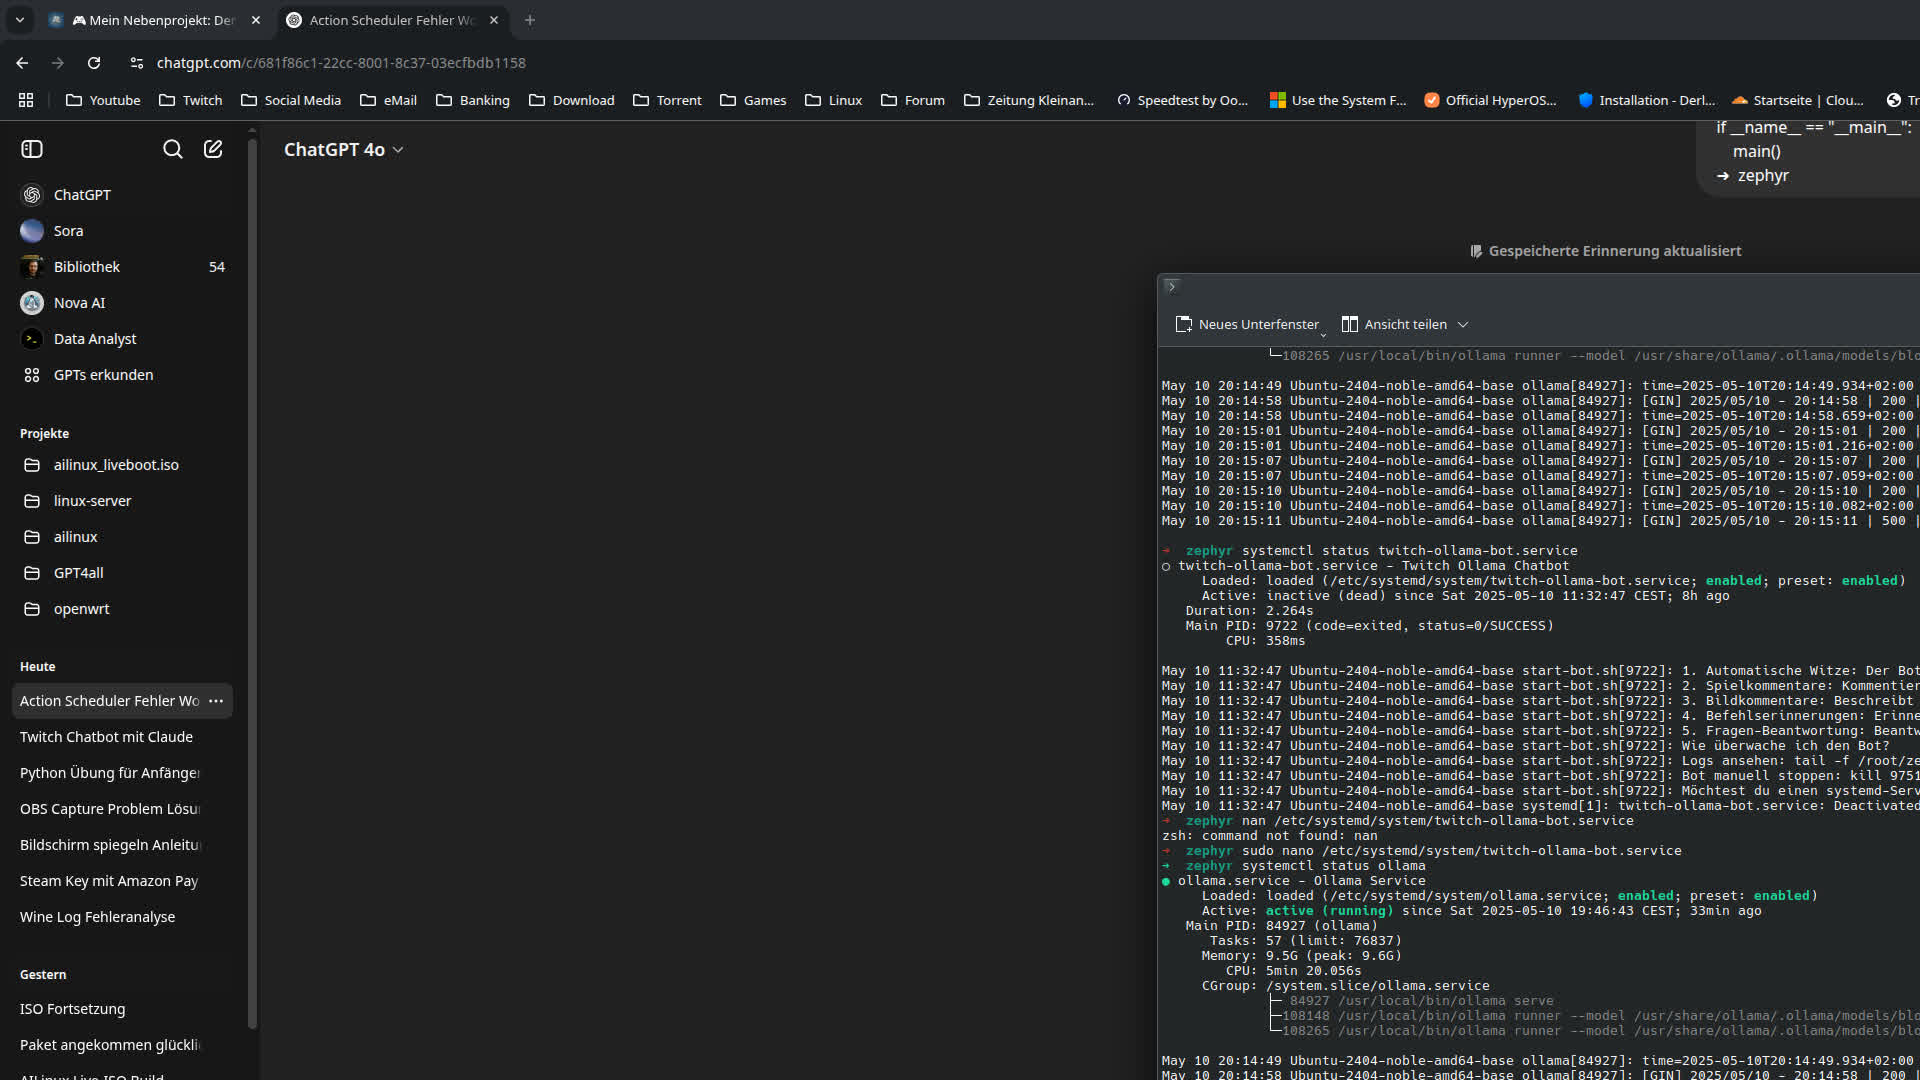 🎮 Mein Nebenprojekt: Der
Action Scheduler Fehler Wo
chatgpt.com/c/681f86c1-22cc-8001-8c37-03ecfbdb1158
Youtube Twitch Social Media eMail Banking Download Torrent Games Linux Forum Zeitung Kleinan... Speedtest by Oo... Use the System F... Official HyperOS... Installation - Derl... Startseite | Clou... Tr
ChatGPT
Sora
Bibliothek 54
Nova AI
Data Analyst
GPTs erkunden
Projekte
ailinux_liveboot.iso
linux-server
ailinux
GPT4all
openwrt
Heute
Action Scheduler Fehler Wo ...
Twitch Chatbot mit Claude
Python Übung für Anfänger
OBS Capture Problem Lösu
Bildschirm spiegeln Anleitu
Steam Key mit Amazon Pay
Wine Log Fehleranalyse
Gestern
ISO Fortsetzung
Paket angekommen glückli
AILinux Live ISO Build
ChatGPT 4o
if __name__ == "__main__":
main()
➜ zephyr
Gespeicherte Erinnerung aktualisiert
Neues Unterfenster Ansicht teilen
└─108265 /usr/local/bin/ollama runner --model /usr/share/ollama/.ollama/models/blo
May 10 20:14:49 Ubuntu-2404-noble-amd64-base ollama[84927]: time=2025-05-10T20:14:49.934+02:00
May 10 20:14:58 Ubuntu-2404-noble-amd64-base ollama[84927]: [GIN] 2025/05/10 - 20:14:58 | 200 |
May 10 20:14:58 Ubuntu-2404-noble-amd64-base ollama[84927]: time=2025-05-10T20:14:58.659+02:00
May 10 20:15:01 Ubuntu-2404-noble-amd64-base ollama[84927]: [GIN] 2025/05/10 - 20:15:01 | 200 |
May 10 20:15:01 Ubuntu-2404-noble-amd64-base ollama[84927]: time=2025-05-10T20:15:01.216+02:00
May 10 20:15:07 Ubuntu-2404-noble-amd64-base ollama[84927]: [GIN] 2025/05/10 - 20:15:07 | 200 |
May 10 20:15:07 Ubuntu-2404-noble-amd64-base ollama[84927]: time=2025-05-10T20:15:07.059+02:00
May 10 20:15:10 Ubuntu-2404-noble-amd64-base ollama[84927]: [GIN] 2025/05/10 - 20:15:10 | 200 |
May 10 20:15:10 Ubuntu-2404-noble-amd64-base ollama[84927]: time=2025-05-10T20:15:10.082+02:00
May 10 20:15:11 Ubuntu-2404-noble-amd64-base ollama[84927]: [GIN] 2025/05/10 - 20:15:11 | 500 |
➜ zephyr systemctl status twitch-ollama-bot.service
○ twitch-ollama-bot.service - Twitch Ollama Chatbot
Loaded: loaded (/etc/systemd/system/twitch-ollama-bot.service; enabled; preset: enabled)
Active: inactive (dead) since Sat 2025-05-10 11:32:47 CEST; 8h ago
Duration: 2.264s
Main PID: 9722 (code=exited, status=0/SUCCESS)
CPU: 358ms
May 10 11:32:47 Ubuntu-2404-noble-amd64-base start-bot.sh[9722]: 1. Automatische Witze: Der Bot
May 10 11:32:47 Ubuntu-2404-noble-amd64-base start-bot.sh[9722]: 2. Spielkommentare: Kommentier
May 10 11:32:47 Ubuntu-2404-noble-amd64-base start-bot.sh[9722]: 3. Bildkommentare: Beschreibt
May 10 11:32:47 Ubuntu-2404-noble-amd64-base start-bot.sh[9722]: 4. Befehlserinnerungen: Erinne
May 10 11:32:47 Ubuntu-2404-noble-amd64-base start-bot.sh[9722]: 5. Fragen-Beantwortung: Beantw
May 10 11:32:47 Ubuntu-2404-noble-amd64-base start-bot.sh[9722]: Wie überwache ich den Bot?
May 10 11:32:47 Ubuntu-2404-noble-amd64-base start-bot.sh[9722]: Logs ansehen: tail -f /root/ze
May 10 11:32:47 Ubuntu-2404-noble-amd64-base start-bot.sh[9722]: Bot manuell stoppen: kill 9751
May 10 11:32:47 Ubuntu-2404-noble-amd64-base start-bot.sh[9722]: Möchtest du einen systemd-Serv
May 10 11:32:47 Ubuntu-2404-noble-amd64-base systemd[1]: twitch-ollama-bot.service: Deactivated
➜ zephyr nan /etc/systemd/system/twitch-ollama-bot.service
zsh: command not found: nan
➜ zephyr sudo nano /etc/systemd/system/twitch-ollama-bot.service
➜ zephyr systemctl status ollama
● ollama.service - Ollama Service
Loaded: loaded (/etc/systemd/system/ollama.service; enabled; preset: enabled)
Active: active (running) since Sat 2025-05-10 19:46:43 CEST; 33min ago
Main PID: 84927 (ollama)
Tasks: 57 (limit: 76837)
Memory: 9.5G (peak: 9.6G)
CPU: 5min 20.056s
CGroup: /system.slice/ollama.service
├─ 84927 /usr/local/bin/ollama serve
├─108148 /usr/local/bin/ollama runner --model /usr/share/ollama/.ollama/models/blo
└─108265 /usr/local/bin/ollama runner --model /usr/share/ollama/.ollama/models/blo
May 10 20:14:49 Ubuntu-2404-noble-amd64-base ollama[84927]: time=2025-05-10T20:14:49.934+02:00
May 10 20:14:58 Ubuntu-2404-noble-amd64-base ollama[84927]: [GIN] 2025/05/10 - 20:14:58 | 200 |